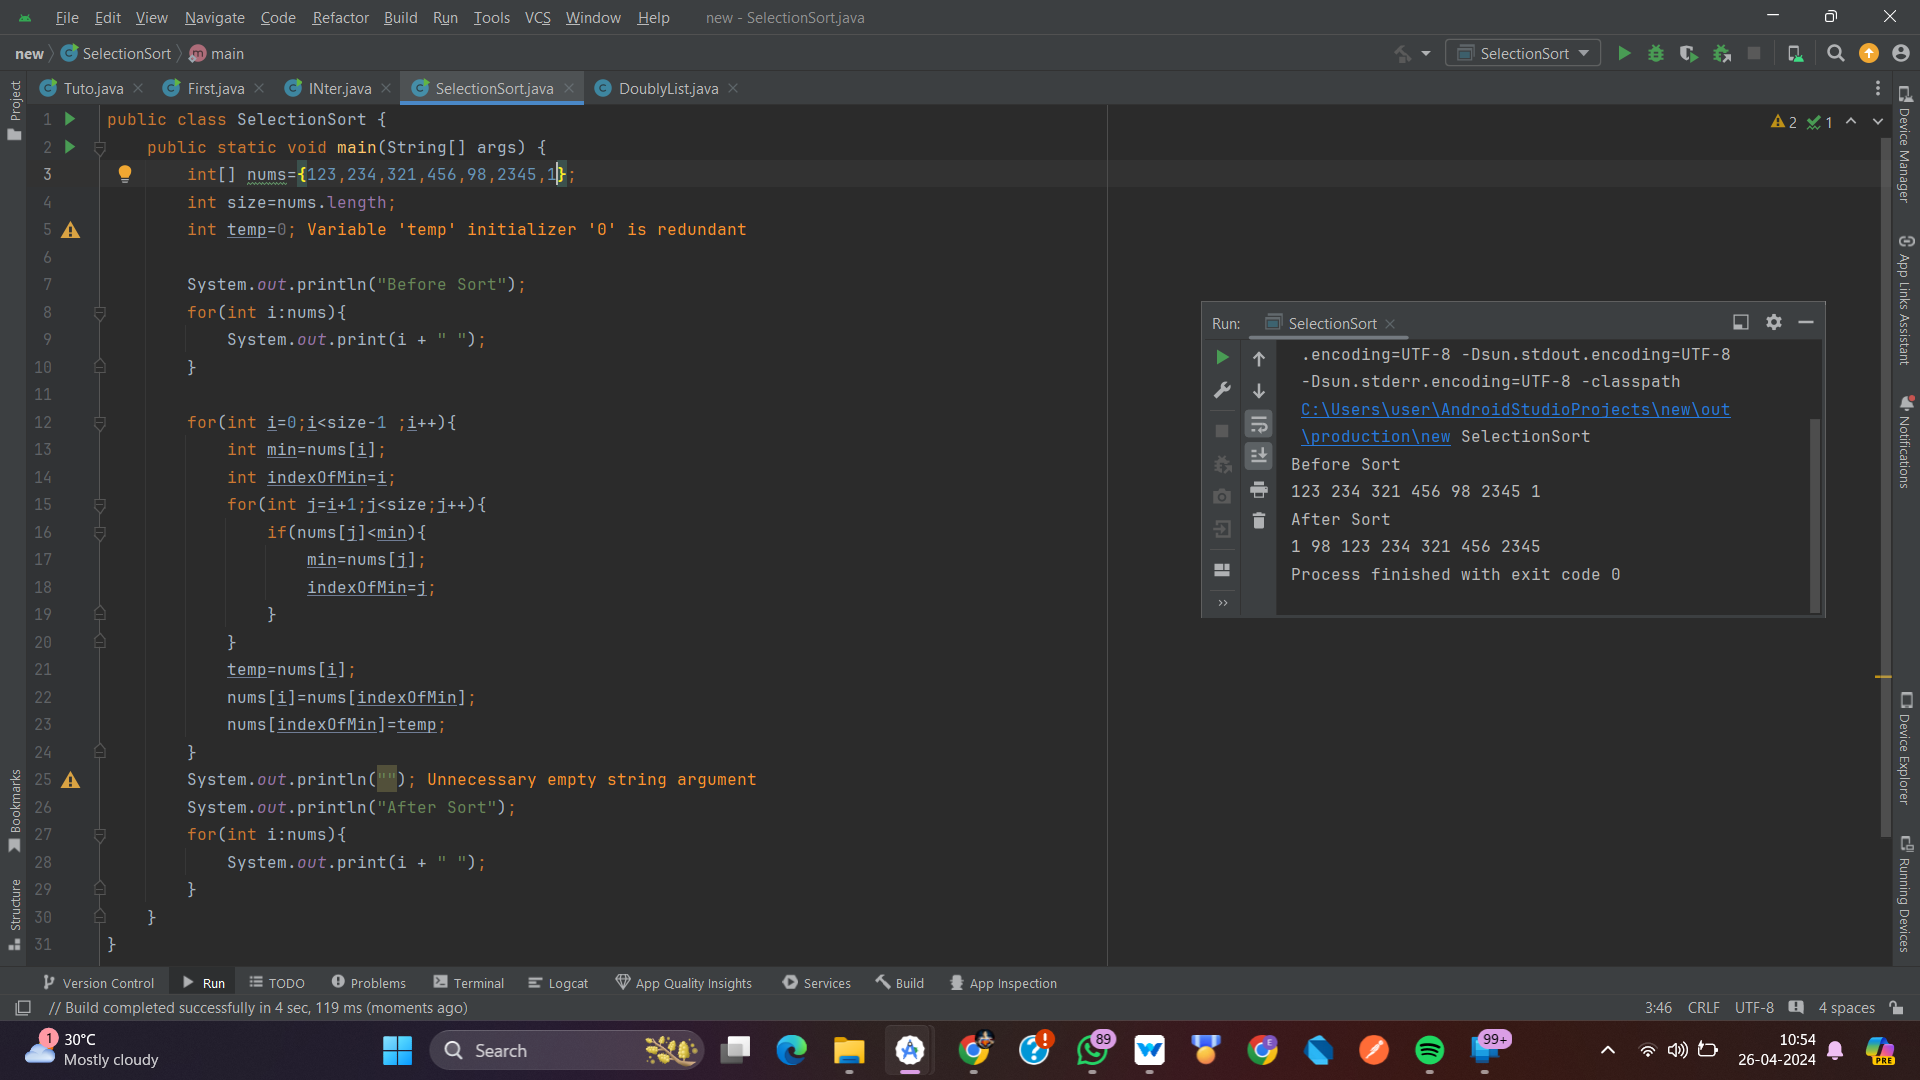 File Edit View Navigate Code Refactor Build Run Tools VCS Window Help new - SelectionSort.java
new SelectionSort main SelectionSort
Tuto.java First.java INter.java SelectionSort.java DoublyList.java
Project
1 public class SelectionSort {
2 public static void main(String[] args) {
3 int[] nums={123,234,321,456,98,2345,1};
4 int size=nums.length;
5 int temp=0; Variable 'temp' initializer '0' is redundant
6
7 System.out.println("Before Sort");
8 for(int i:nums){
9 System.out.print(i + " ");
10 }
11
12 for(int i=0;i<size-1 ;i++){
13 int min=nums[i];
14 int indexOfMin=i;
15 for(int j=i+1;j<size;j++){
16 if(nums[j]<min){
17 min=nums[j];
18 indexOfMin=j;
19 }
20 }
21 temp=nums[i];
22 nums[i]=nums[indexOfMin];
23 nums[indexOfMin]=temp;
24 }
25 System.out.println(""); Unnecessary empty string argument
26 System.out.println("After Sort");
27 for(int i:nums){
28 System.out.print(i + " ");
29 }
30 }
31 }
2 1
Run: SelectionSort
.encoding=UTF-8 -Dsun.stdout.encoding=UTF-8
-Dsun.stderr.encoding=UTF-8 -classpath
C:\Users\user\AndroidStudioProjects\new\out
\production\new SelectionSort
Before Sort
123 234 321 456 98 2345 1
After Sort
1 98 123 234 321 456 2345
Process finished with exit code 0
Device Manager
App Links Assistant
Notifications
Device Explorer
Running Devices
Bookmarks
Structure
Version Control Run TODO Problems Terminal Logcat App Quality Insights Services Build App Inspection
// Build completed successfully in 4 sec, 119 ms (moments ago) 3:46 CRLF UTF-8 4 spaces
1 30°C
Mostly cloudy
Search
89
99+
10:54
26-04-2024
PRE